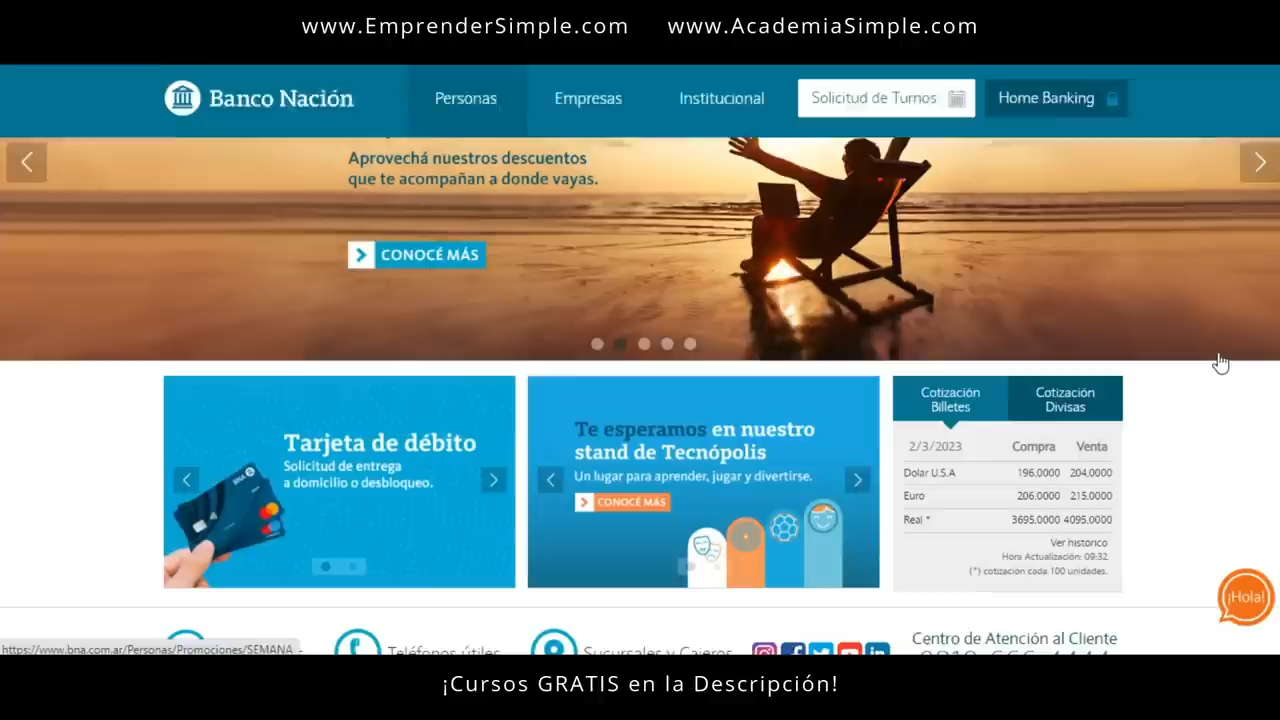 www.EmprenderSimple.com www.AcademiaSimple.com
Banco Nación
Personas
Empresas
Institucional
Solicitud de Turnos
Home Banking
Aprovechá nuestros descuentos
que te acompañan a donde vayas.
CONOCÉ MÁS
Tarjeta de débito
Solicitud de entrega
a domicilio o desbloqueo.
BNA
Te esperamos en nuestro
stand de Tecnópolis
Un lugar para aprender, jugar y divertirse.
CONOCÉ MÁS
Cotización
Billetes
Cotización
Divisas
2/3/2023 Compra Venta
Dolar U.S.A 196.0000 204.0000
Euro 206.0000 215.0000
Real * 3695.0000 4095.0000
Ver histórico
Hora Actualización: 09:32
(*) cotización cada 100 unidades.
¡Hola!
https://www.bna.com.ar/Personas/Promociones/SEMANA_-
Teléfonos útiles
Sucursales y Cajeros
Centro de Atención al Cliente
¡Cursos GRATIS en la Descripción!